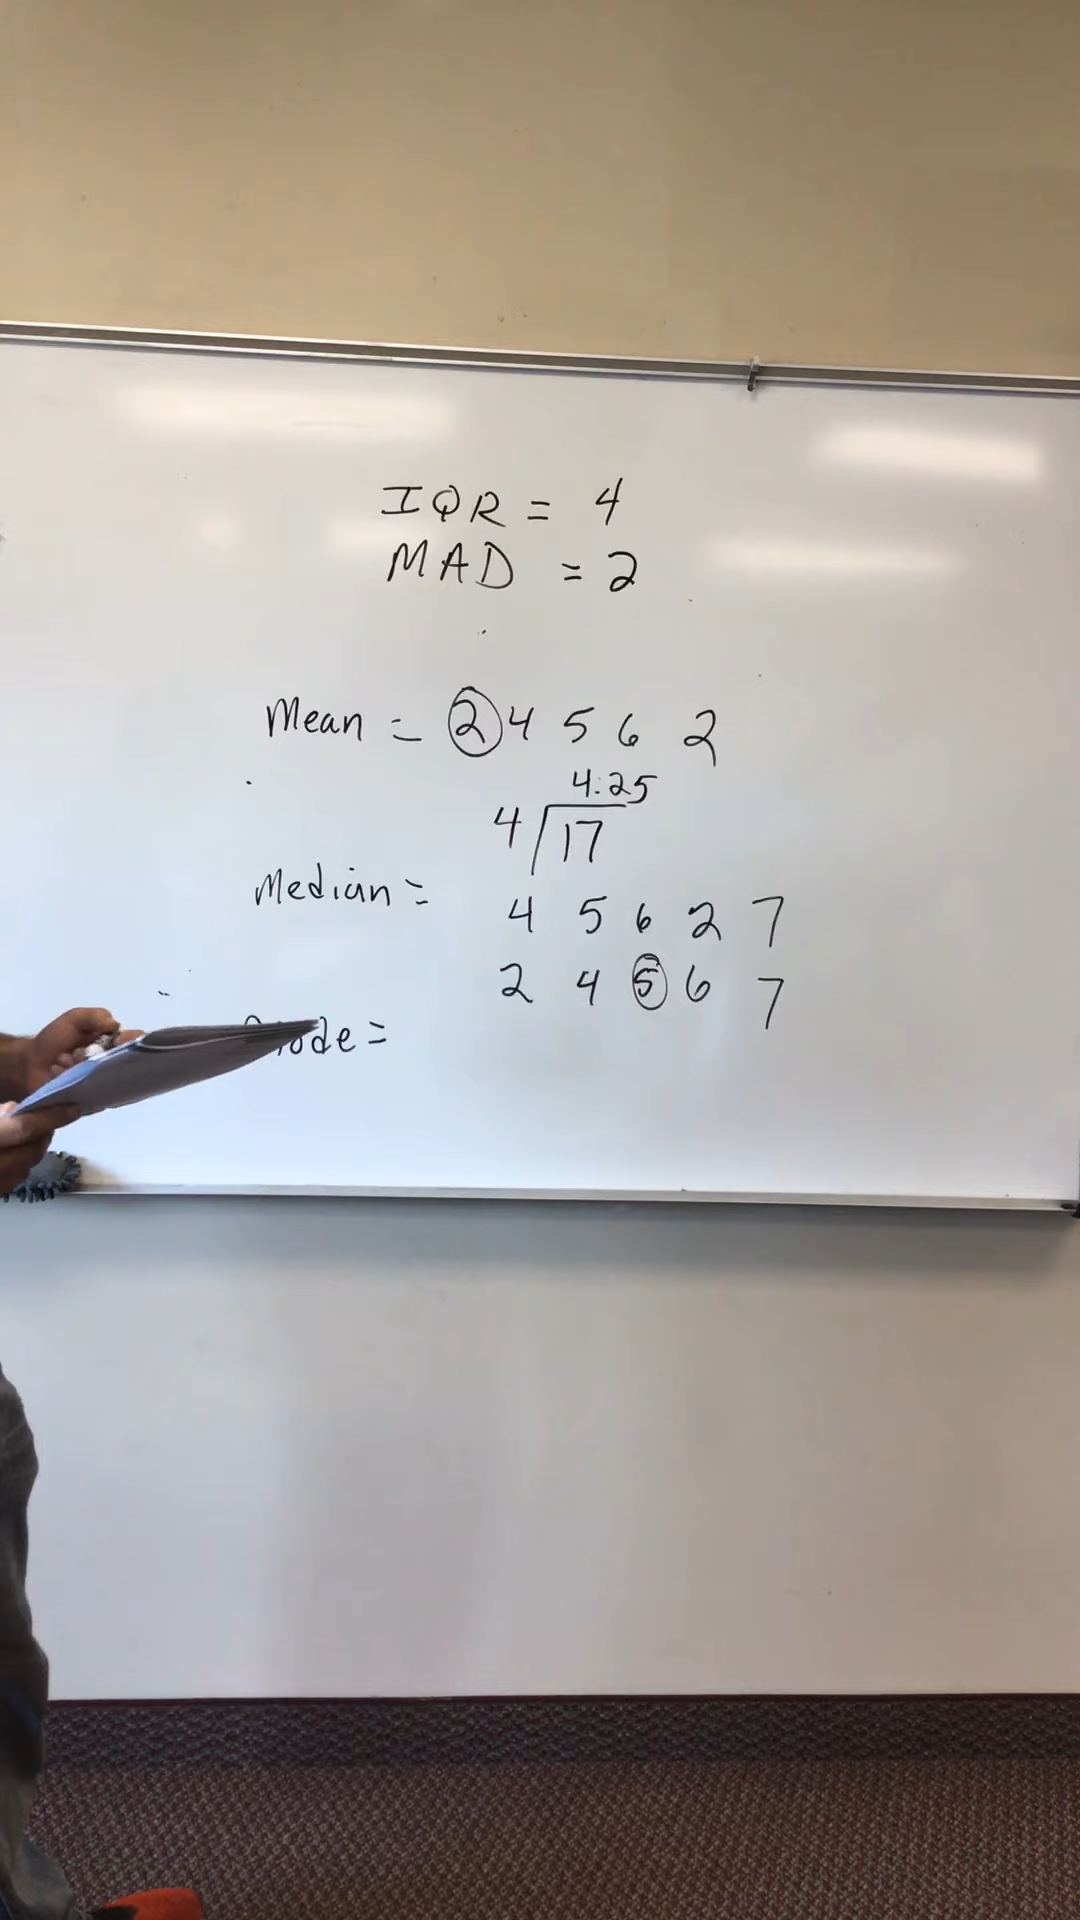 IQR = 4
MAD = 2
Mean = 2 4 5 6 2
4.25
4 17
Median =
4 5 6 2 7
2 4 5 6 7